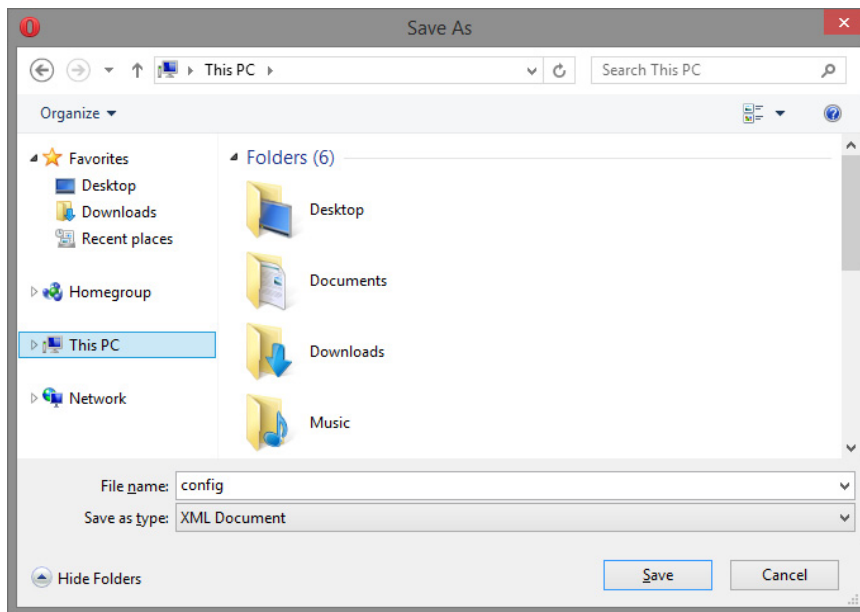 Save As
This PC
Search This PC
Organize
Favorites
Desktop
Downloads
Recent places
Homegroup
This PC
Network
Folders (6)
Desktop
Documents
Downloads
Music
File name: config
Save as type: XML Document
Hide Folders
Save
Cancel